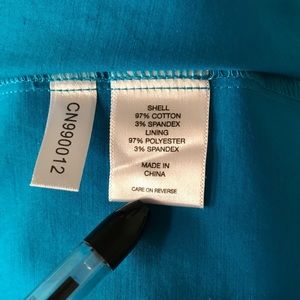 CN990012
SHELL
97% COTTON
3% SPANDEX
LINING
97% POLYESTER
3% SPANDEX
MADE IN
CHINA
CARE ON REVERSE